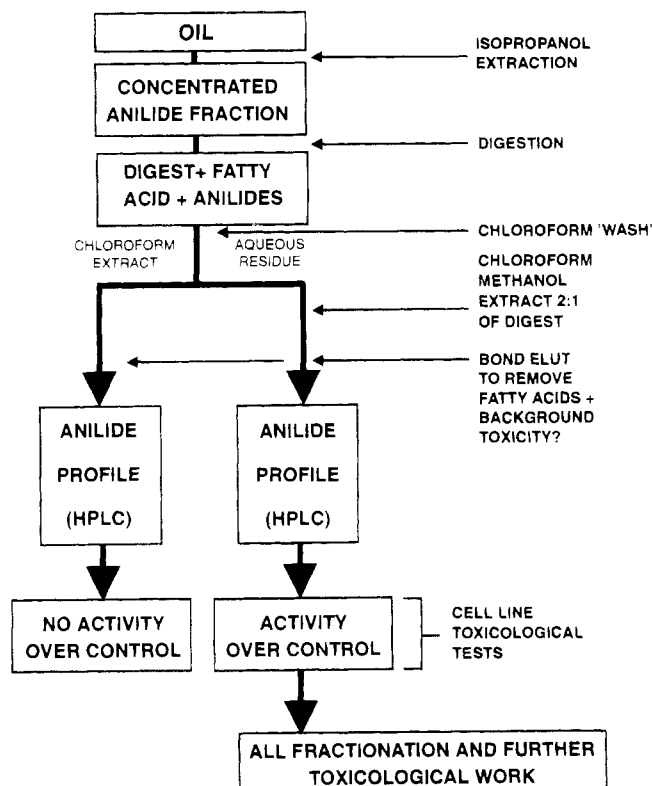 OIL
ISOPROPANOL
EXTRACTION
CONCENTRATED
ANILIDE FRACTION
DIGESTION
DIGEST+ FATTY
ACID + ANILIDES
CHLOROFORM 'WASH'
CHLOROFORM
EXTRACT
AQUEOUS
RESIDUE
CHLOROFORM
METHANOL
EXTRACT 2:1
OF DIGEST
BOND ELUT
TO REMOVE
FATTY ACIDS +
BACKGROUND
TOXICITY?
ANILIDE
PROFILE
(HPLC)
ANILIDE
PROFILE
(HPLC)
NO ACTIVITY
OVER CONTROL
ACTIVITY
OVER CONTROL
CELL LINE
TOXICOLOGICAL
TESTS
ALL FRACTIONATION AND FURTHER
TOXICOLOGICAL WORK